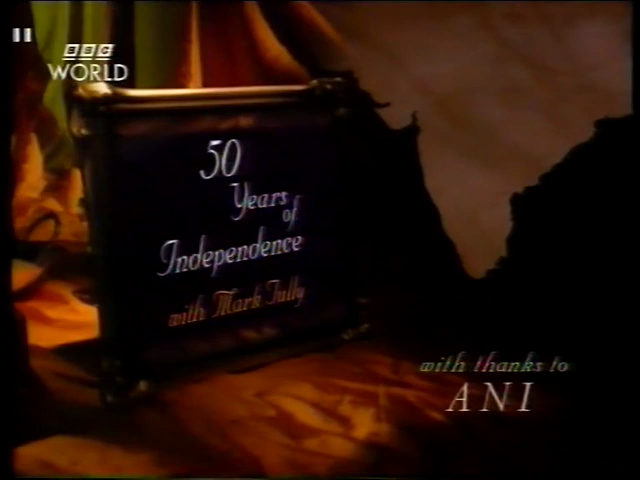 BBC
WORLD
50
Years
of
Independence
with Mark Tully
with thanks to
ANI